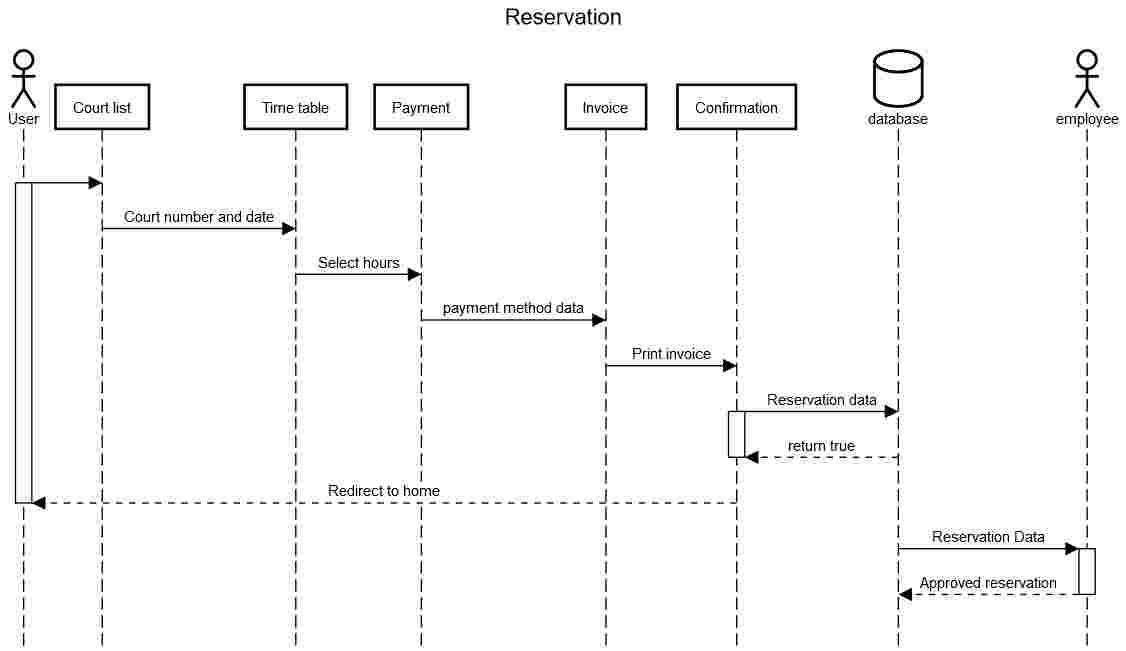 Reservation
User
Court list
Time table
Payment
Invoice
Confirmation
database
employee
Court number and date
Select hours
payment method data
Print invoice
Reservation data
return true
Redirect to home
Reservation Data
Approved reservation